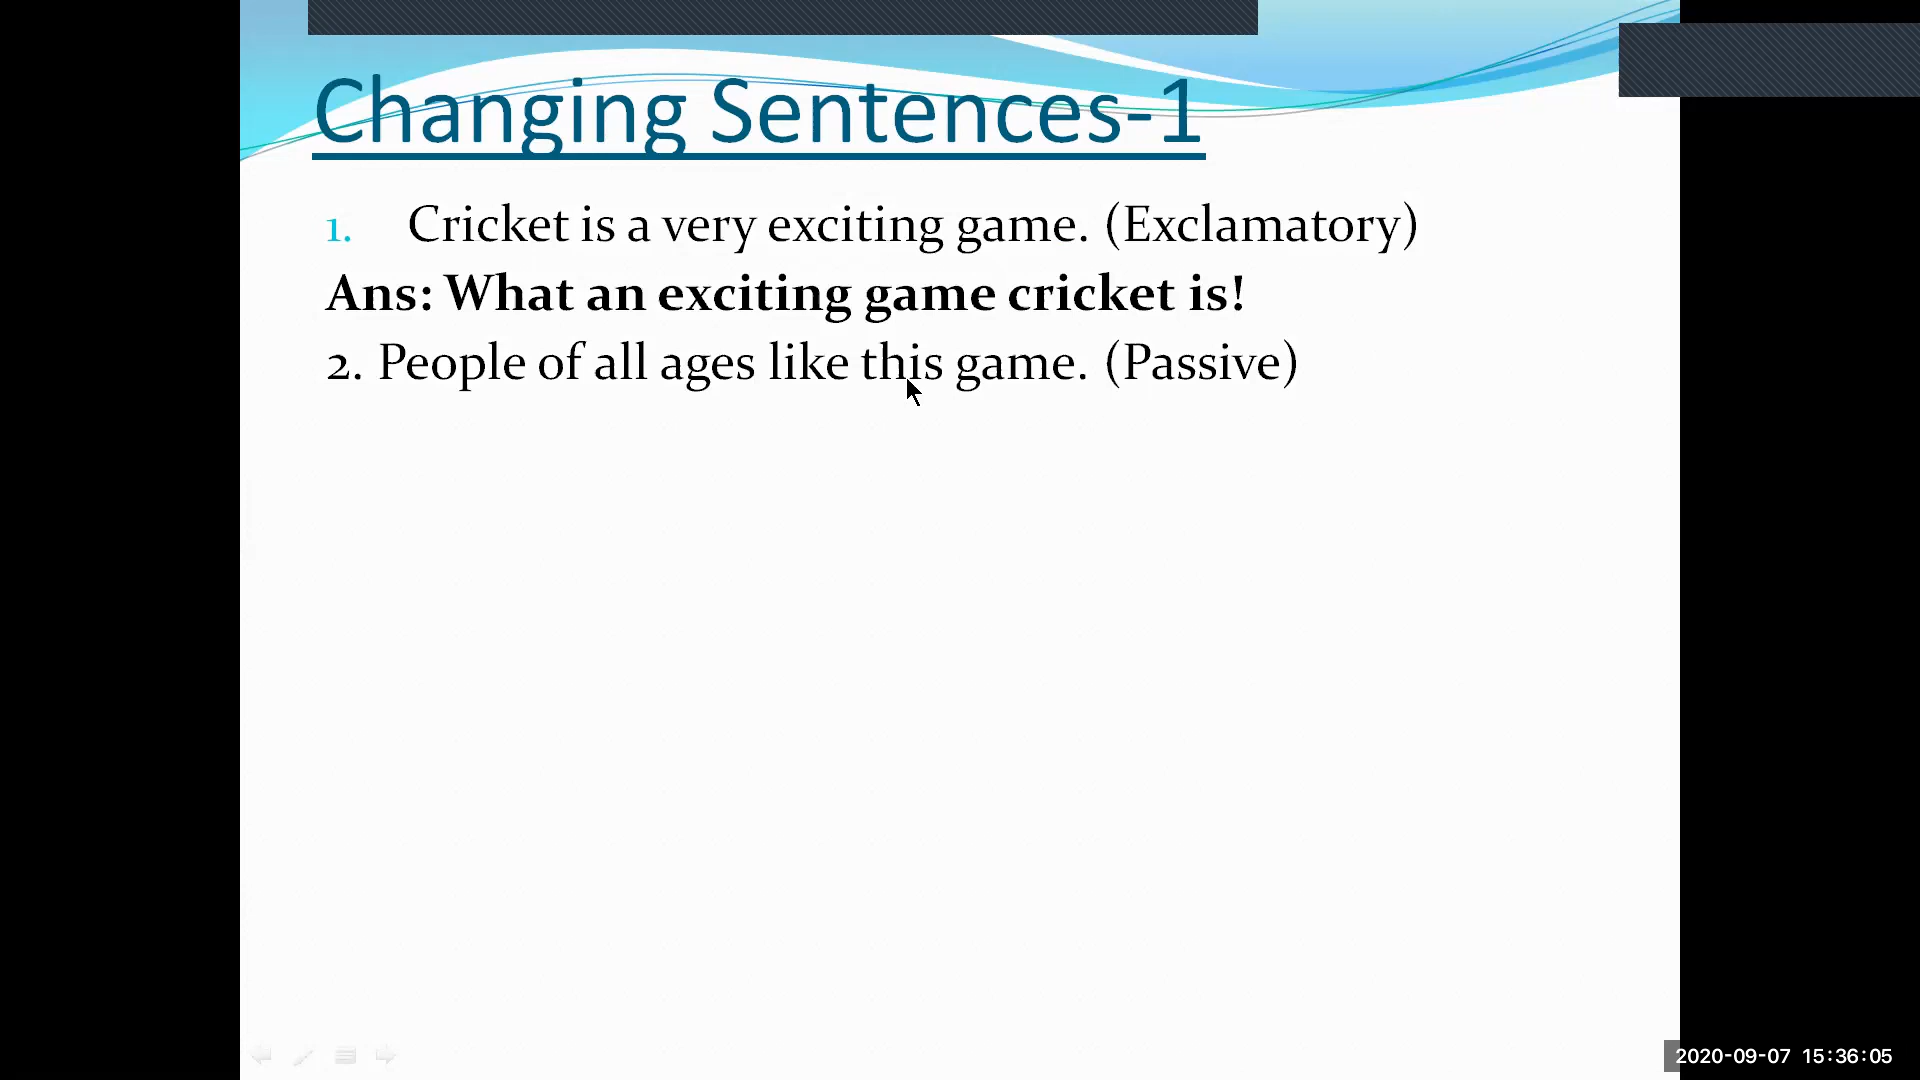 Changing Sentences-1
1. Cricket is a very exciting game. (Exclamatory)
Ans: What an exciting game cricket is!
2. People of all ages like this game. (Passive)
2020-09-07 15:36:05